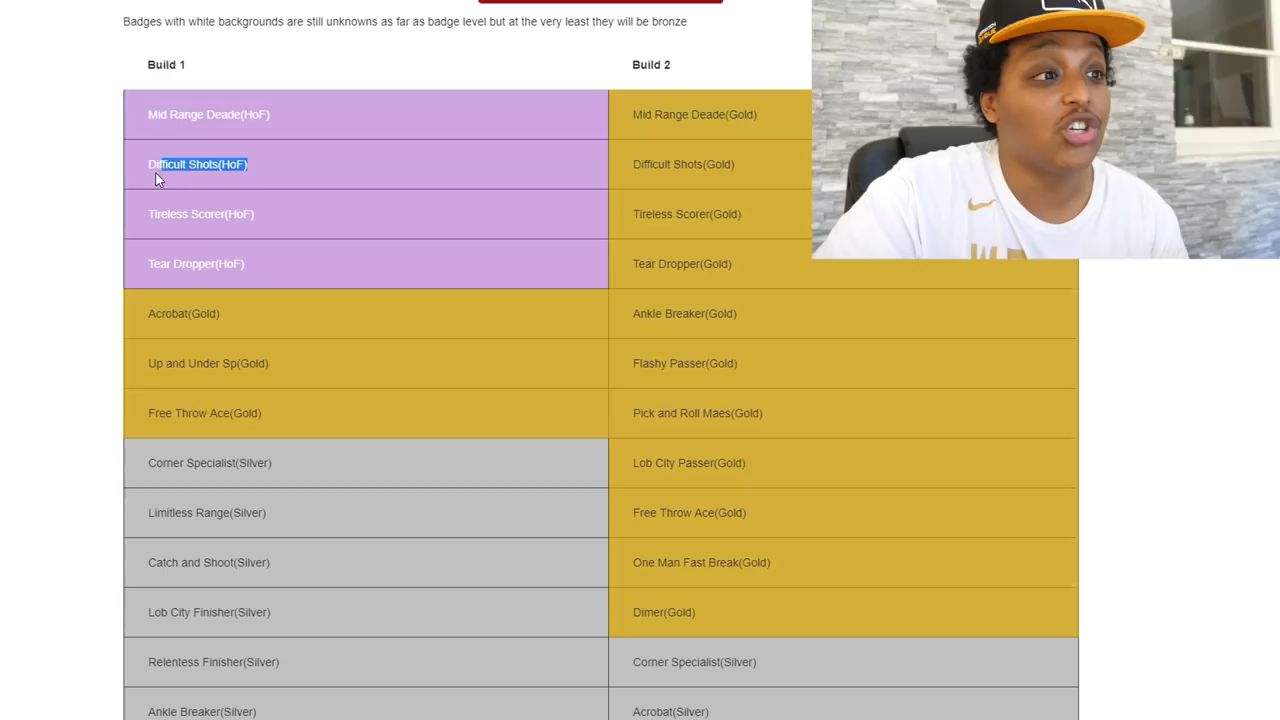 Badges with white backgrounds are still unknowns as far as badge level but at the very least they will be bronze
Build 1 Build 2
Mid Range Deade(HoF) Mid Range Deade(Gold)
Difficult Shots(HoF) Difficult Shots(Gold)
Tireless Scorer(HoF) Tireless Scorer(Gold)
Tear Dropper(HoF) Tear Dropper(Gold)
Acrobat(Gold) Ankle Breaker(Gold)
Up and Under Sp(Gold) Flashy Passer(Gold)
Free Throw Ace(Gold) Pick and Roll Maes(Gold)
Corner Specialist(Silver) Lob City Passer(Gold)
Limitless Range(Silver) Free Throw Ace(Gold)
Catch and Shoot(Silver) One Man Fast Break(Gold)
Lob City Finisher(Silver) Dimer(Gold)
Relentless Finisher(Silver) Corner Specialist(Silver)
Ankle Breaker(Silver) Acrobat(Silver)